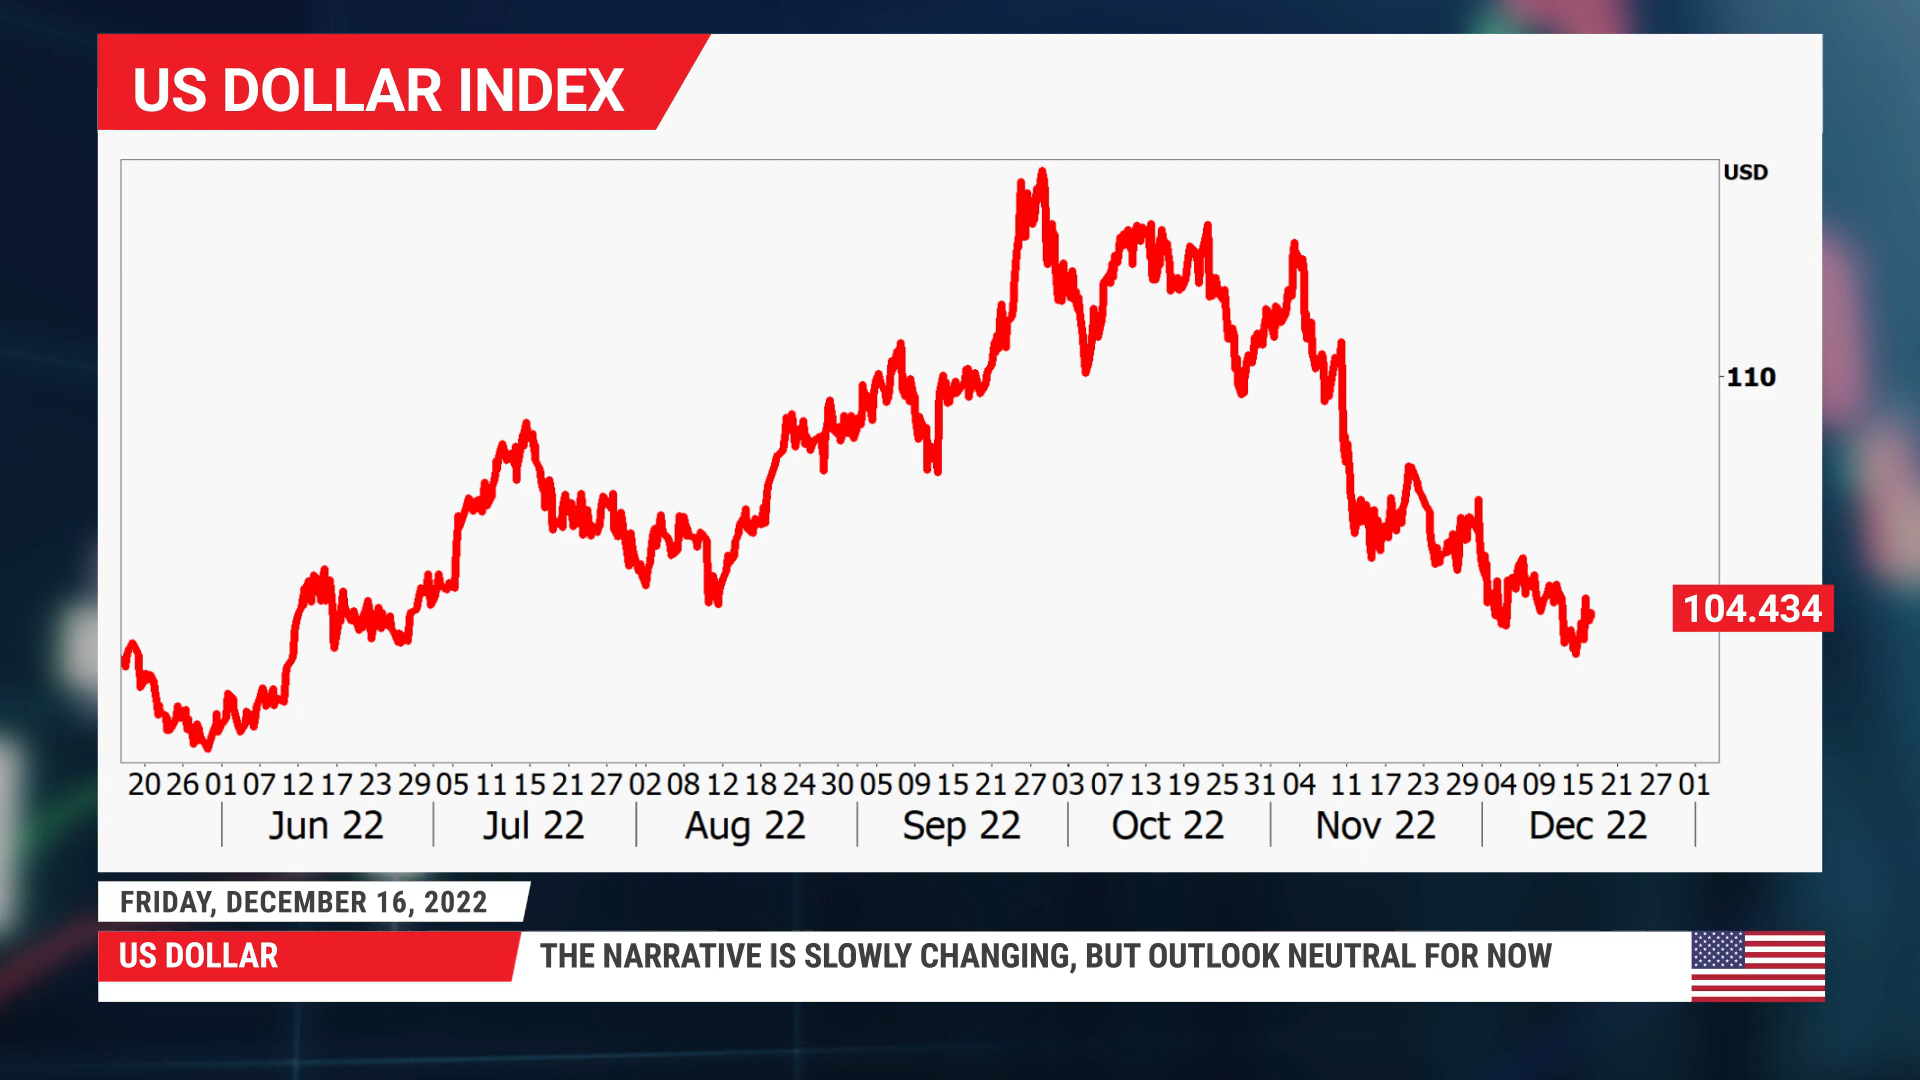 US DOLLAR INDEX
USD
110
104.434
20 26 01 07 12 17 23 29 05 11 15 21 27 02 08 12 18 24 30 05 09 15 21 27 03 07 13 19 25 31 04 11 17 23 29 04 09 15 21 27 01
Jun 22 Jul 22 Aug 22 Sep 22 Oct 22 Nov 22 Dec 22
FRIDAY, DECEMBER 16, 2022
US DOLLAR
THE NARRATIVE IS SLOWLY CHANGING, BUT OUTLOOK NEUTRAL FOR NOW